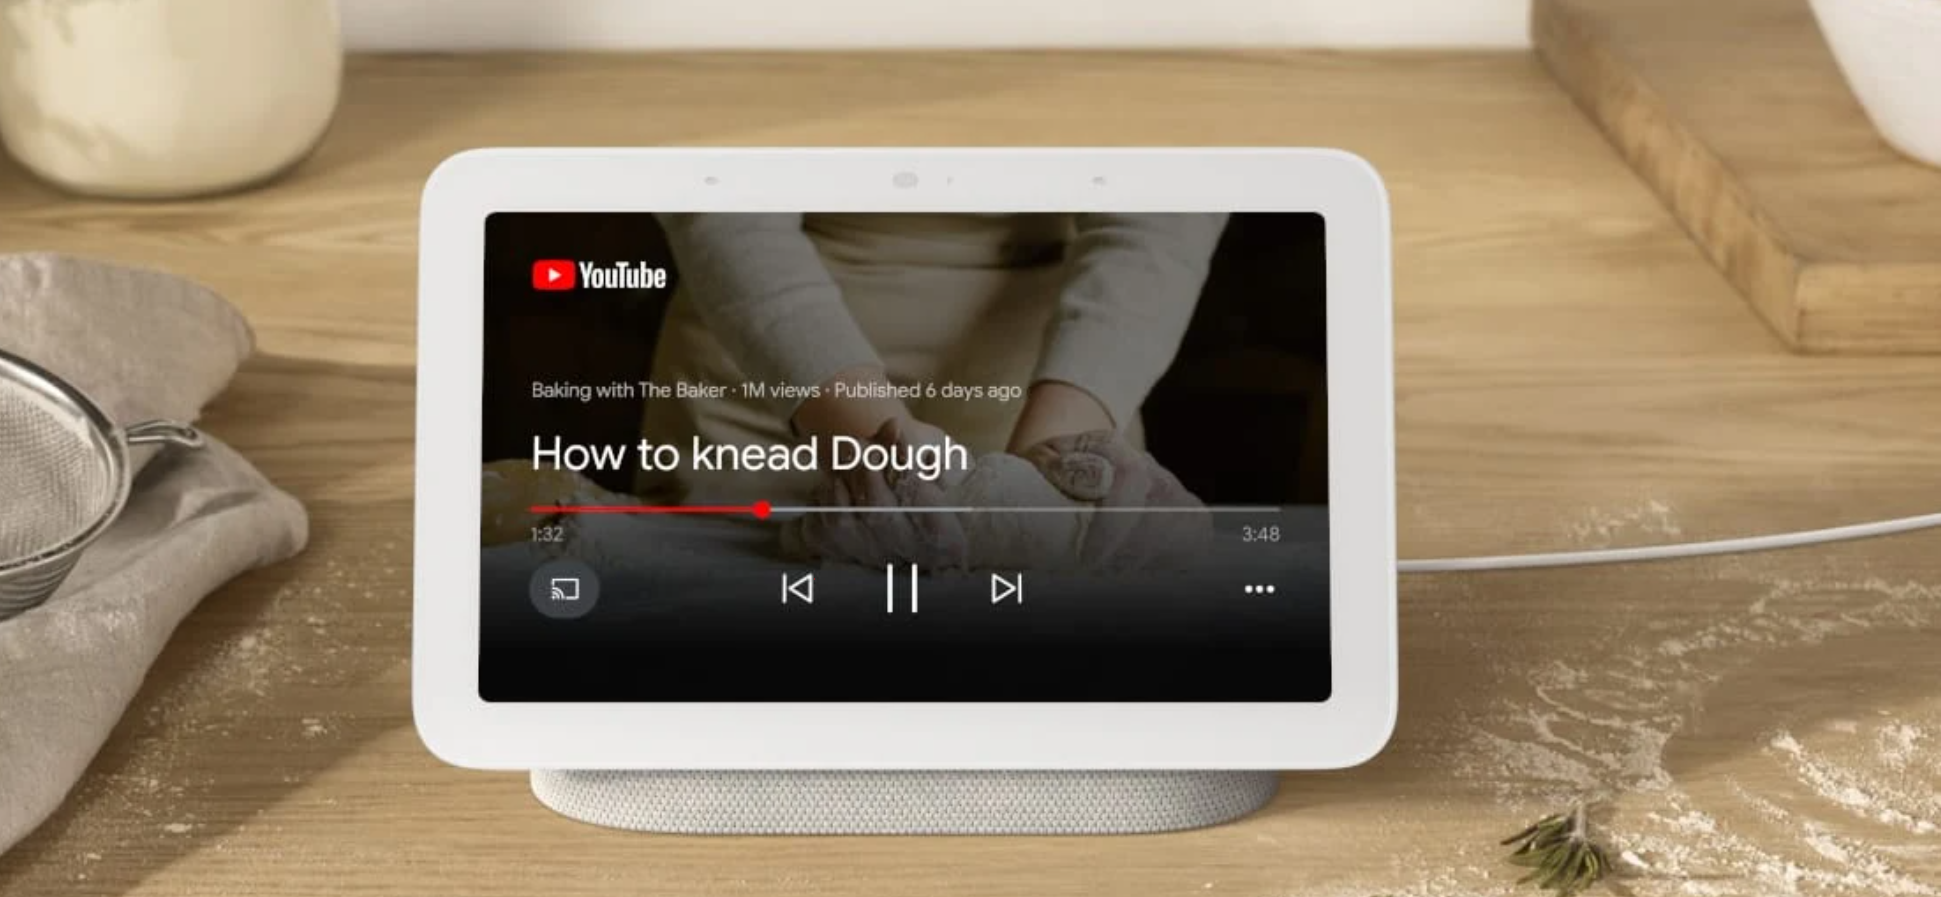 YouTube
Baking with The Baker · 1M views · Published 6 days ago
How to knead Dough
1:32
3:48